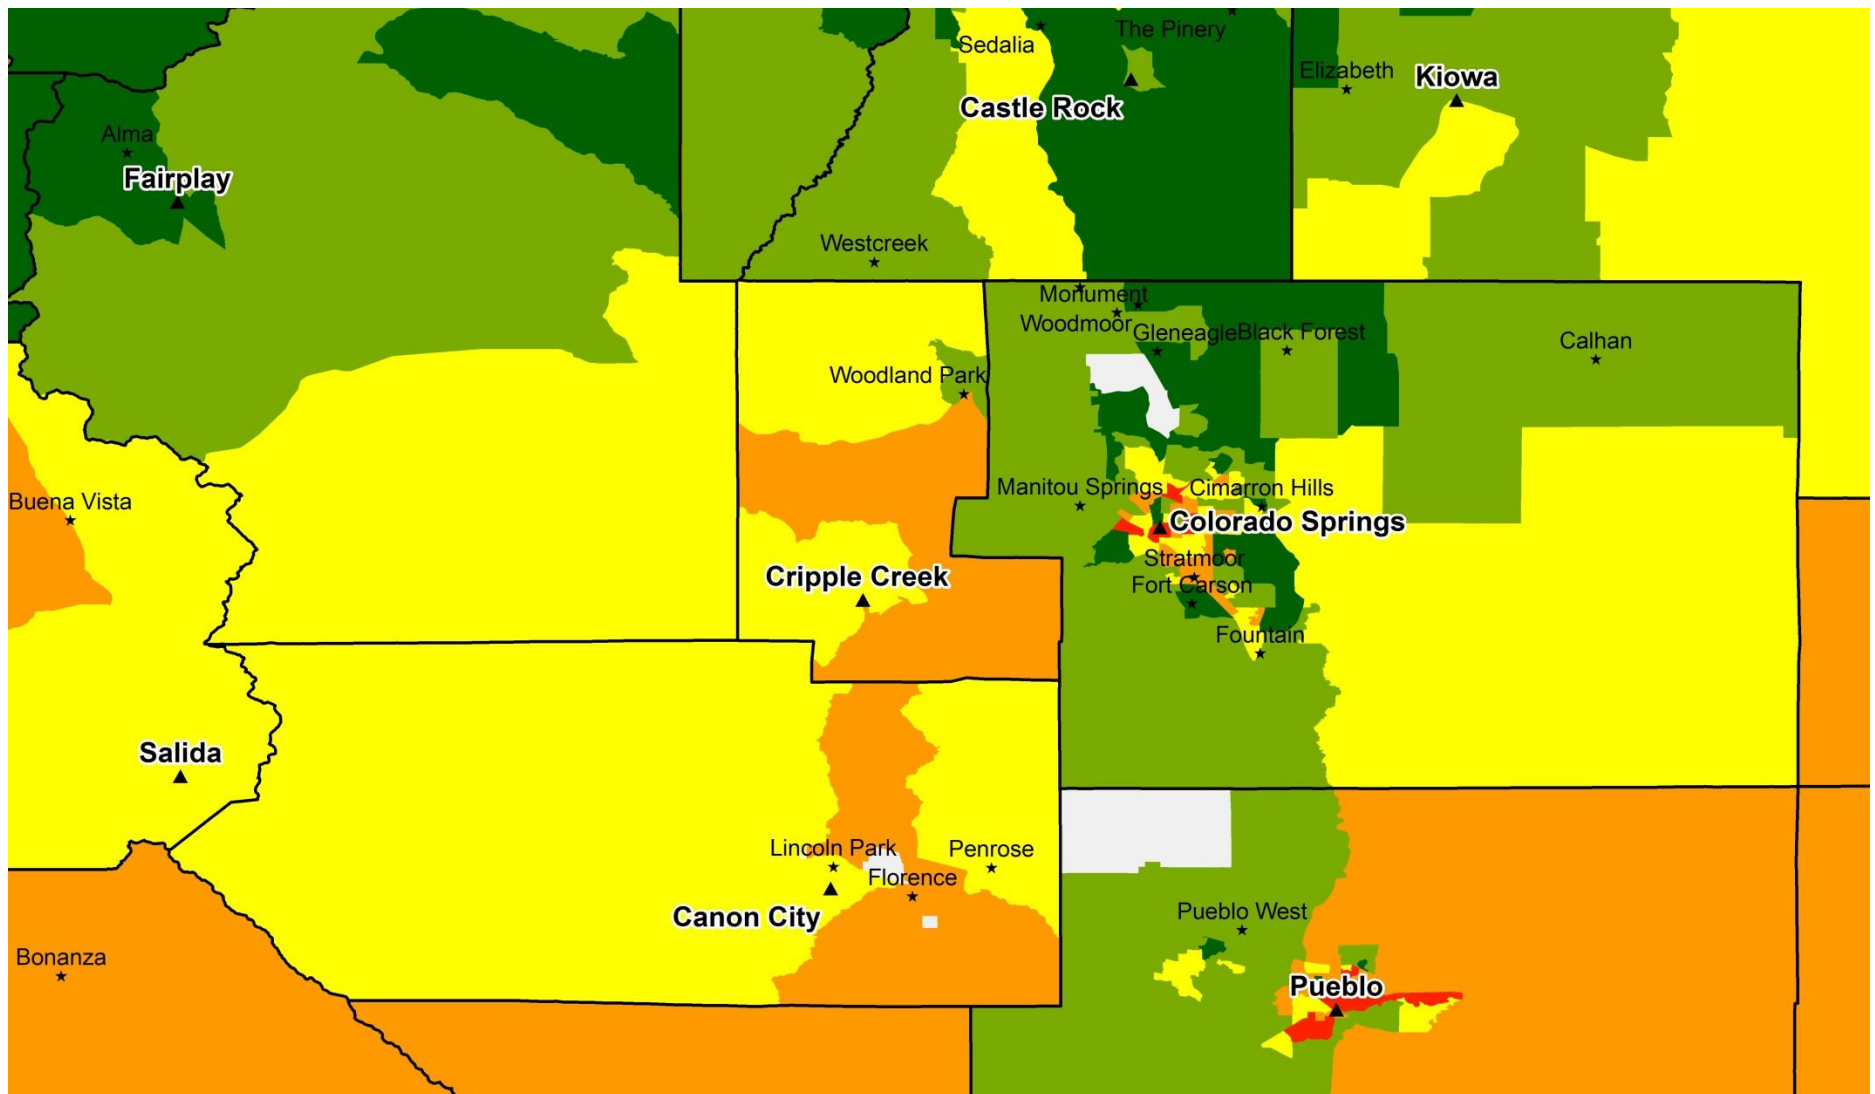 Sedalia
The Pinery
Elizabeth
Kiowa
Castle Rock
Alma
Fairplay
Westcreek
Monument
Woodmoor
Gleneagle
Black Forest
Calhan
Woodland Park
Buena Vista
Manitou Springs
Cimarron Hills
Colorado Springs
Stratmoor
Cripple Creek
Fort Carson
Fountain
Salida
Lincoln Park
Penrose
Florence
Canon City
Pueblo West
Bonanza
Pueblo